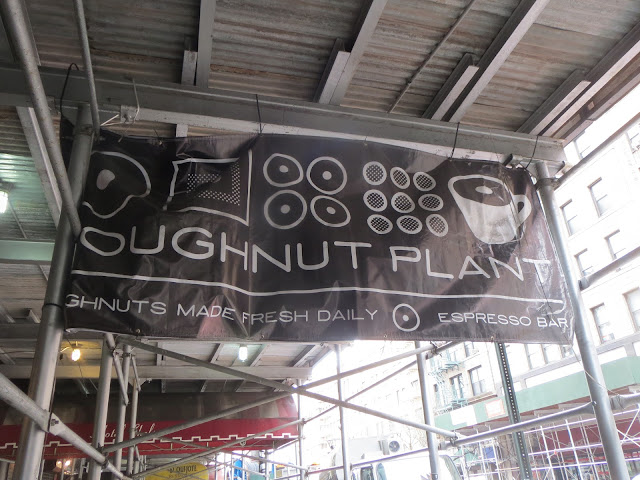 OUGHNUT PLANT
GHNUTS MADE FRESH DAILY ESPRESSO BAR